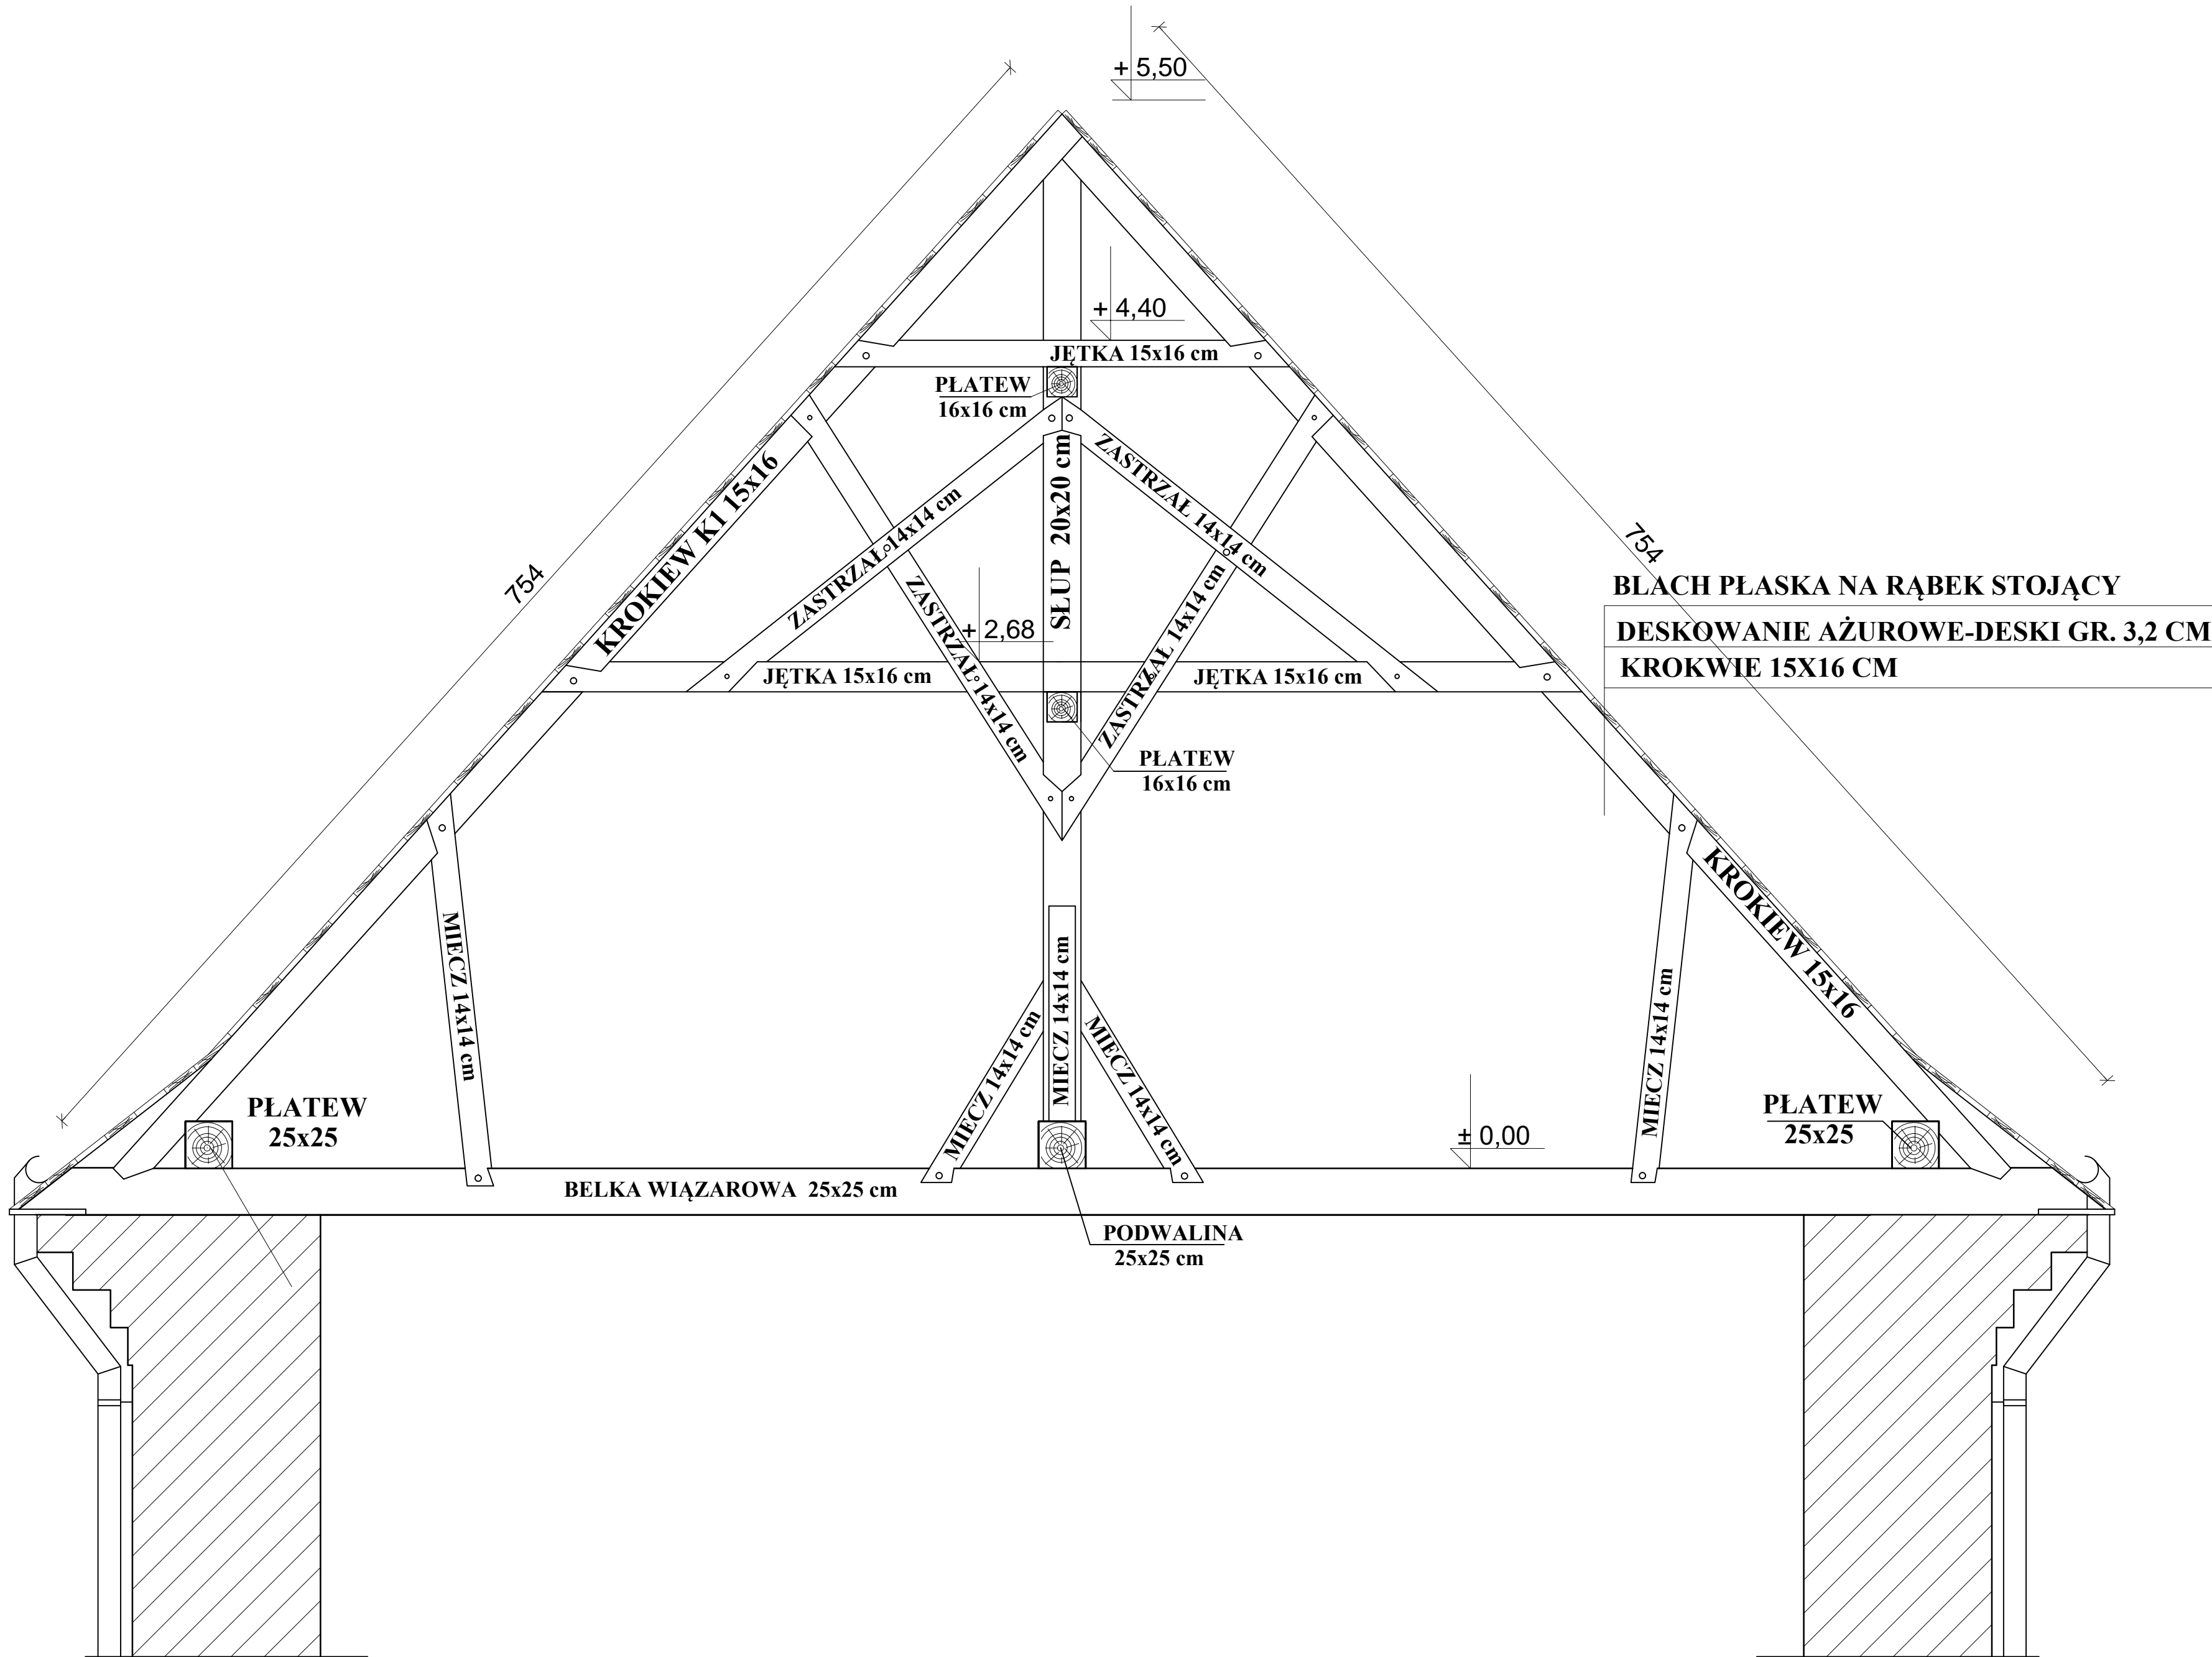 + 5,50
+ 4,40
JĘTKA 15x16 cm
PŁATEW
16x16 cm
ZASTRZAŁ 14x14 cm
SŁUP 20x20 cm
KROKIEW K1 15x16
ZASTRZAŁ 14x14 cm
754
754
BLACH PŁASKA NA RĄBEK STOJĄCY
DESKOWANIE AŻUROWE-DESKI GR. 3,2 CM
KROKWIE 15X16 CM
+ 2,68
ZASTRZAŁ 14x14 cm
ZASTRZAŁ 14x14 cm
JĘTKA 15x16 cm
JĘTKA 15x16 cm
PŁATEW
16x16 cm
KROKIEW 15x16
MIECZ 14x14 cm
MIECZ 14x14 cm
MIECZ 14x14 cm
MIECZ 14x14 cm
MIECZ 14x14 cm
PŁATEW
25x25
± 0,00
PŁATEW
25x25
BELKA WIĄZAROWA 25x25 cm
PODWALINA
25x25 cm